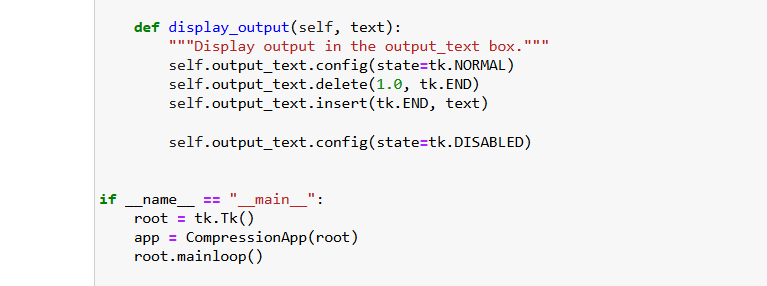 def display_output(self, text):
        """Display output in the output_text box."""
        self.output_text.config(state=tk.NORMAL)
        self.output_text.delete(1.0, tk.END)
        self.output_text.insert(tk.END, text)

        self.output_text.config(state=tk.DISABLED)


if __name__ == "__main__":
    root = tk.Tk()
    app = CompressionApp(root)
    root.mainloop()